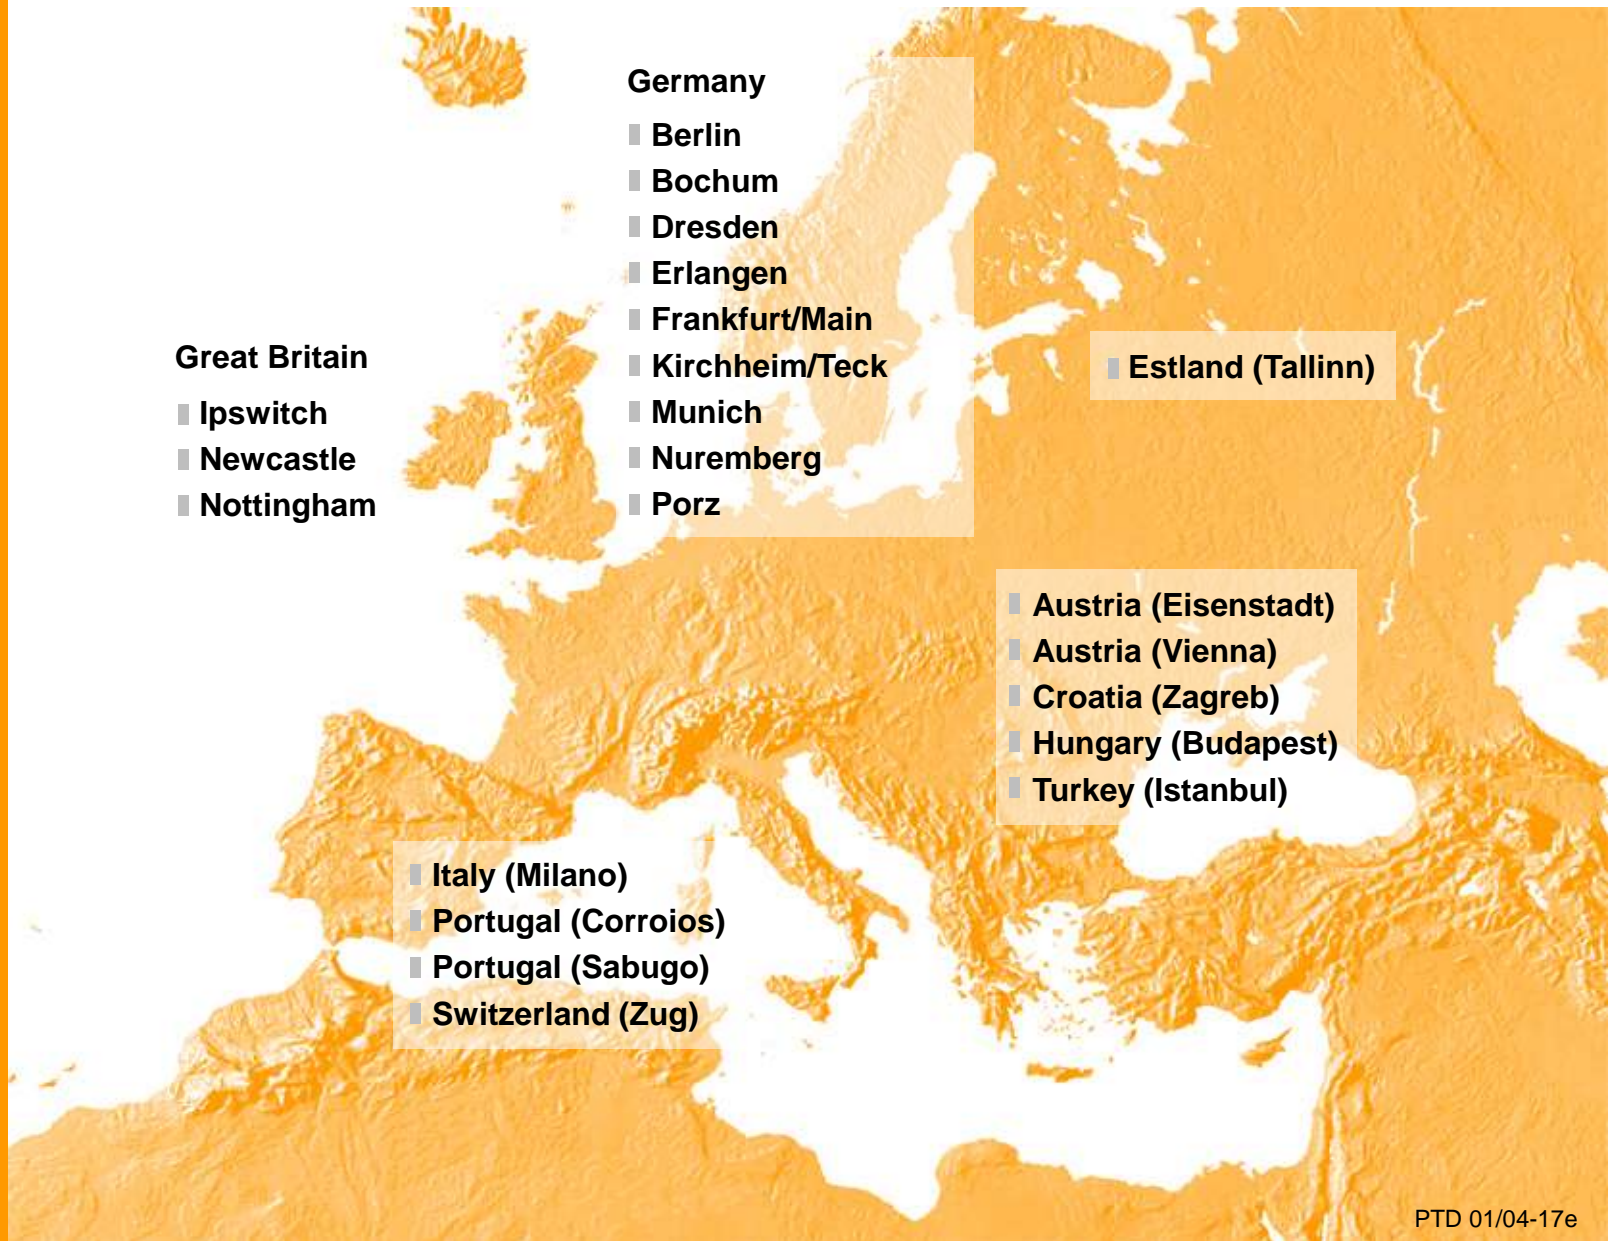 Germany
Berlin
Bochum
Dresden
Erlangen
Frankfurt/Main
Kirchheim/Teck
Munich
Nuremberg
Porz
Great Britain
Ipswitch
Newcastle
Nottingham
Estland (Tallinn)
Austria (Eisenstadt)
Austria (Vienna)
Croatia (Zagreb)
Hungary (Budapest)
Turkey (Istanbul)
Italy (Milano)
Portugal (Corroios)
Portugal (Sabugo)
Switzerland (Zug)
PTD 01/04-17e